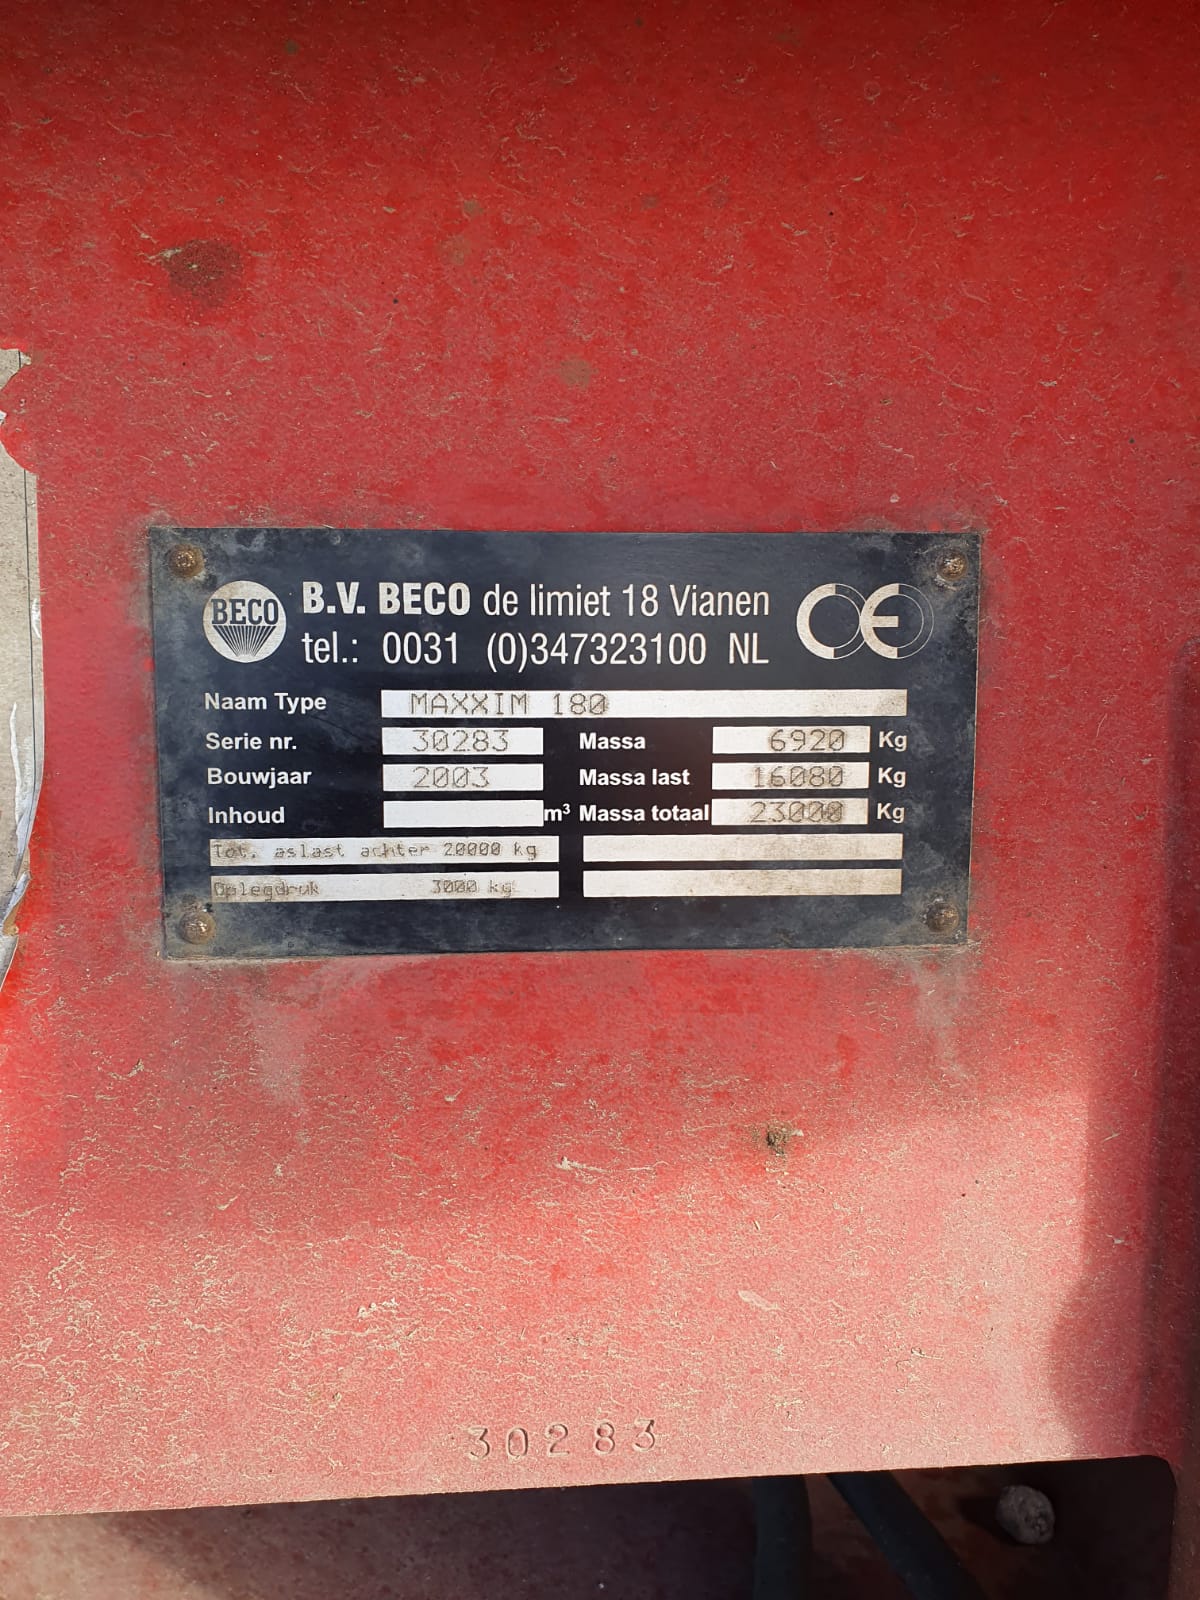 BECO
B.V. BECO de limiet 18 Vianen
tel.: 0031 (0)347323100 NL
CE
Naam Type MAXXIM 180
Serie nr. 30283 Massa 6920 Kg
Bouwjaar 2003 Massa last 16080 Kg
Inhoud m³ Massa totaal 23000 Kg
Tot. aslast achter 20000 kg
Oplegdruk 3000 kg
30283